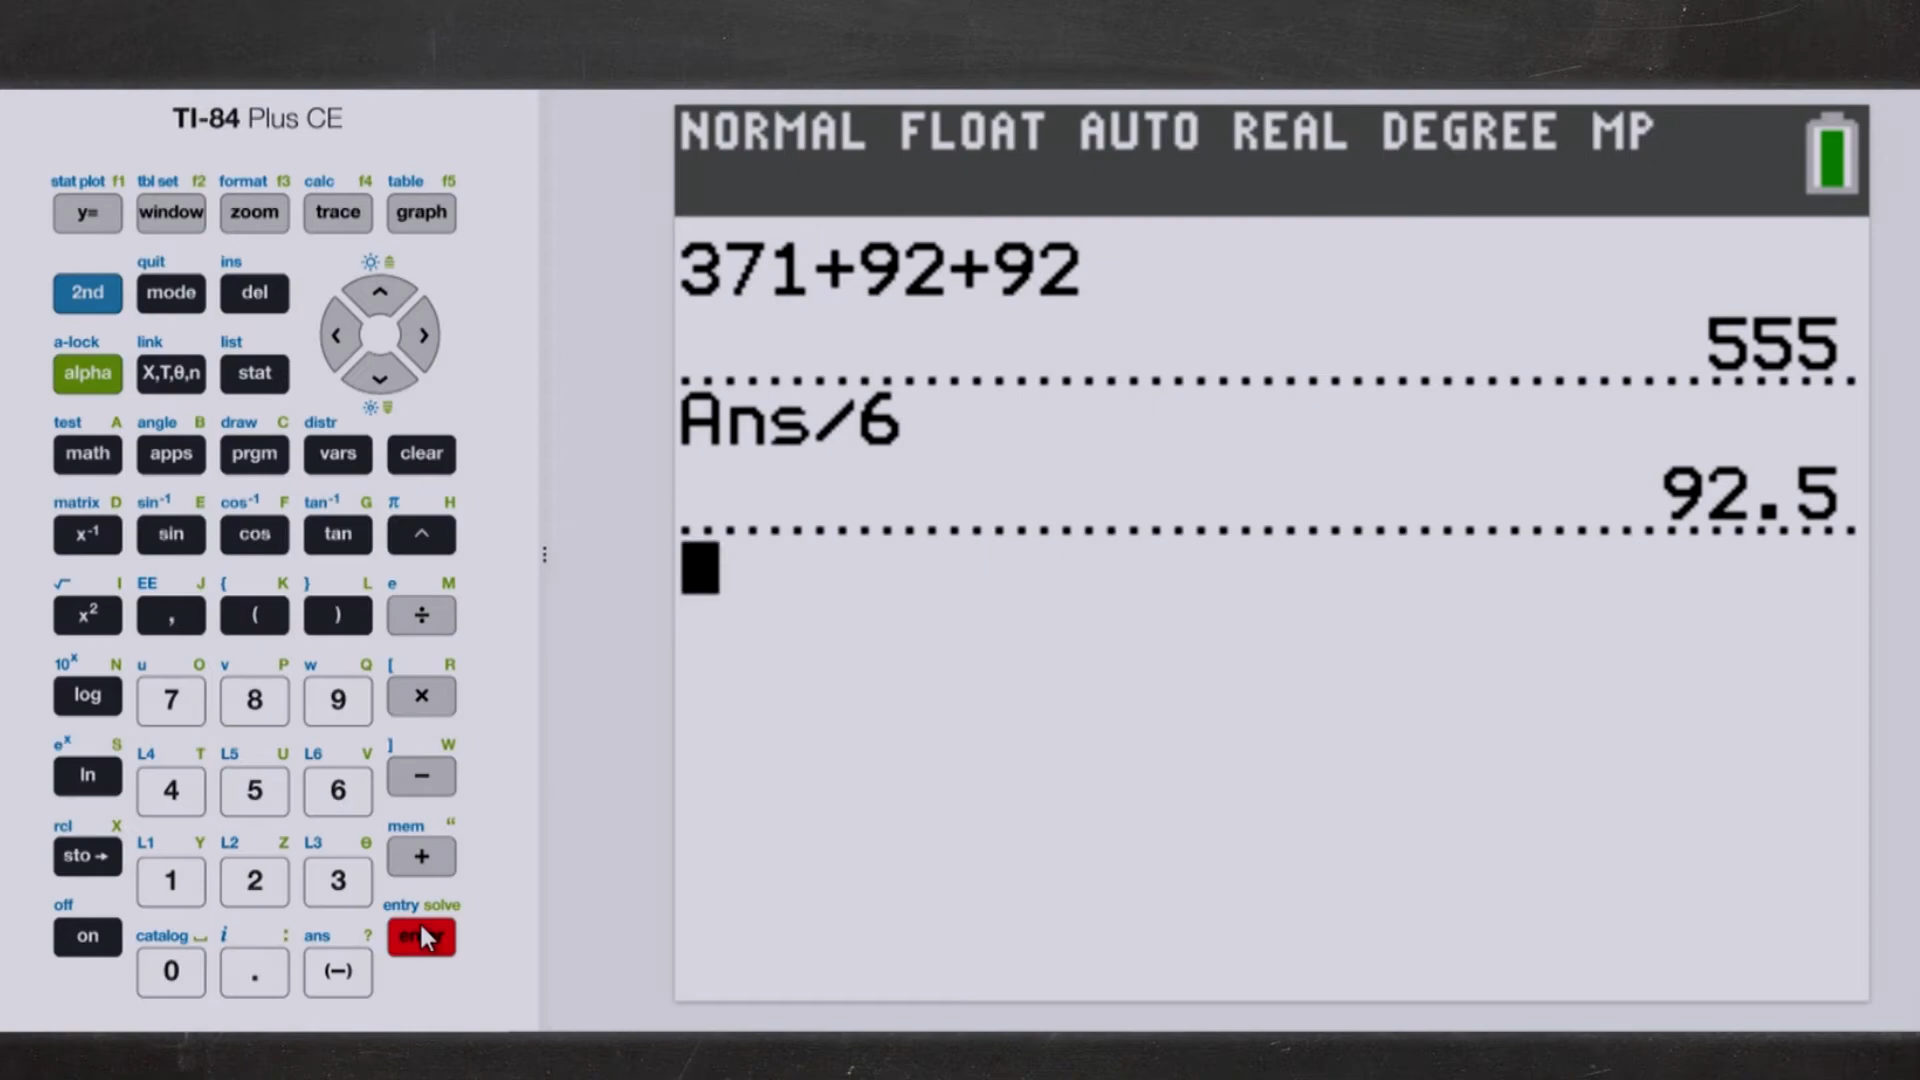 TI-84 Plus CE
stat plot f1 tbl set f2 format f3 calc f4 table f5
y= window zoom trace graph
quit ins
2nd mode del
a-lock link list
alpha X,T,θ,n stat
test A angle B draw C distr
math apps prgm vars clear
matrix D sin-1 E cos-1 F tan-1 G π H
x-1 sin cos tan ^
√ I EE J { K } L e M
x2 , ( ) ÷
10x N u O v P w Q [ R
log 7 8 9 ×
ex S L4 T L5 U L6 V ] W
ln 4 5 6 −
rcl X L1 Y L2 Z L3 θ mem “
sto→ 1 2 3 +
off catalog ⎵ i : ans ? entry solve
on 0 . (−)
NORMAL FLOAT AUTO REAL DEGREE MP
371+92+92
555
Ans/6
92.5